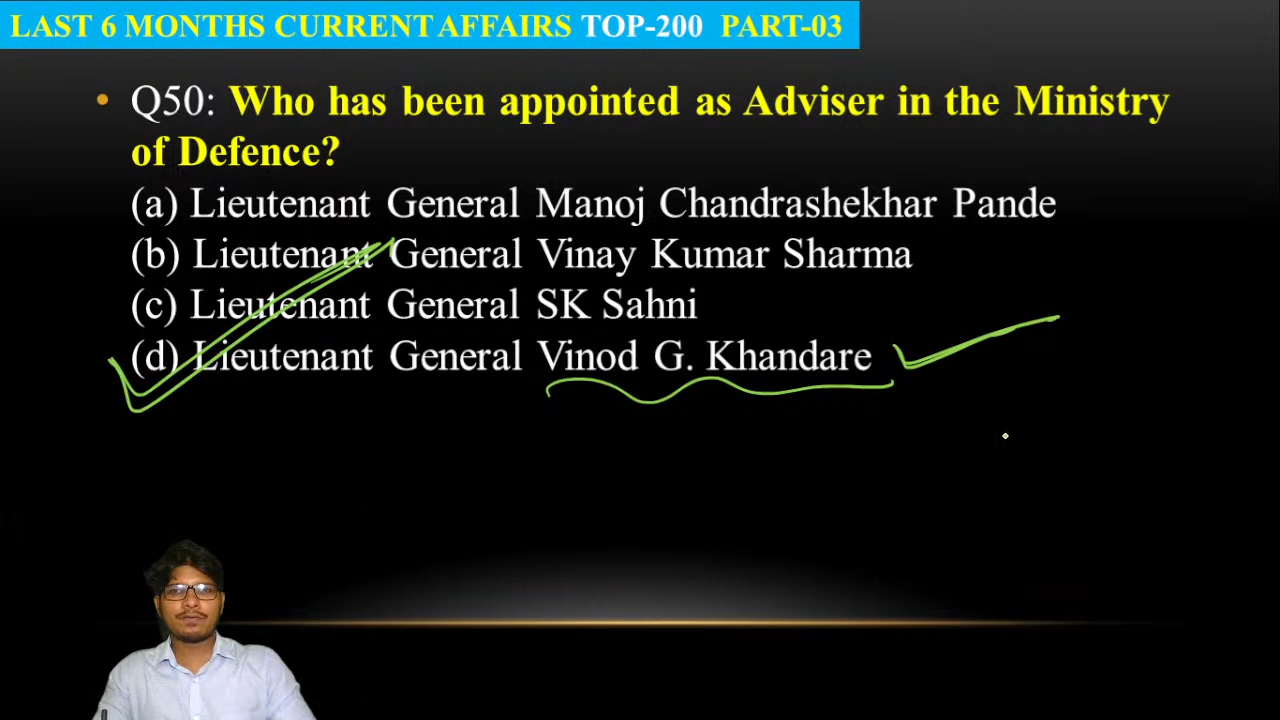 LAST 6 MONTHS CURRENT AFFAIRS TOP-200 PART-03
• Q50: Who has been appointed as Adviser in the Ministry
of Defence?
(a) Lieutenant General Manoj Chandrashekhar Pande
(b) Lieutenant General Vinay Kumar Sharma
(c) Lieutenant General SK Sahni
(d) Lieutenant General Vinod G. Khandare